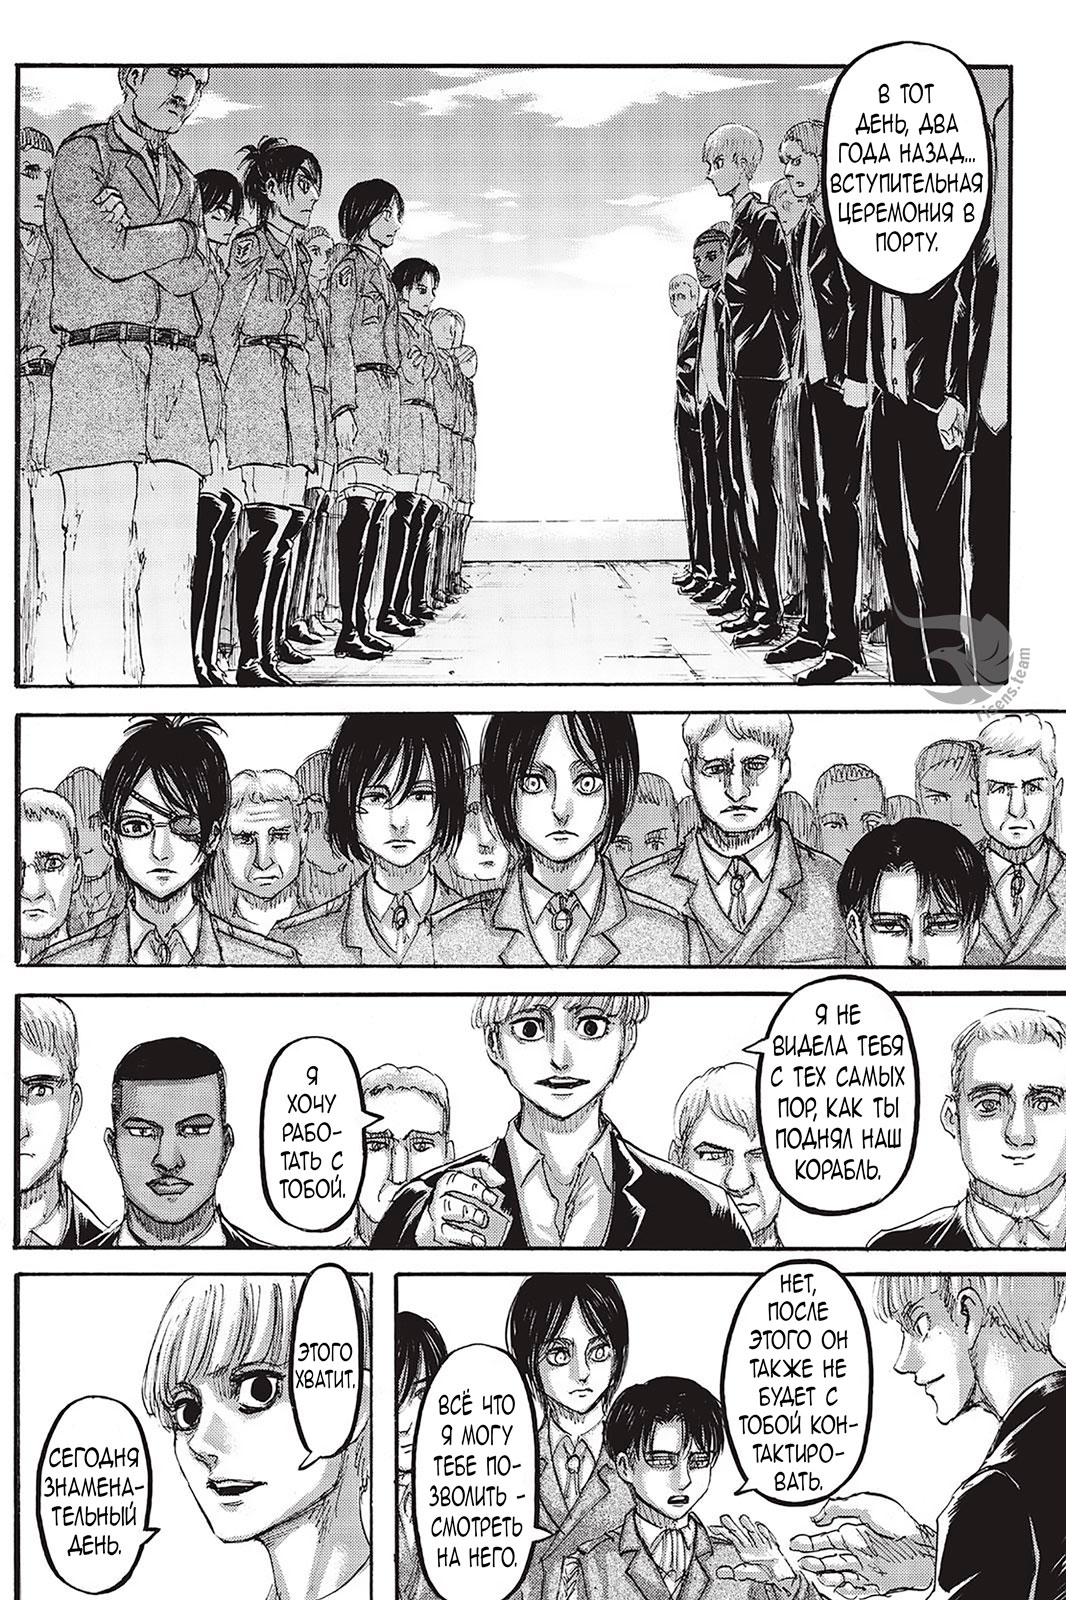 В ТОТ
ДЕНЬ, ДВА
ГОДА НАЗАД...
ВСТУПИТЕЛЬНАЯ
ЦЕРЕМОНИЯ В
ПОРТУ.
risens.team
Я НЕ
ВИДЕЛА ТЕБЯ
С ТЕХ САМЫХ
ПОР, КАК ТЫ
ПОДНЯЛ НАШ
КОРАБЛЬ.
Я
ХОЧУ
РАБО-
ТАТЬ С
ТОБОЙ.
НЕТ,
ПОСЛЕ
ЭТОГО ОН
ТАКЖЕ НЕ
БУДЕТ С
ТОБОЙ КОН-
ТАКТИРО-
ВАТЬ.
ВСЁ ЧТО
Я МОГУ
ТЕБЕ ПО-
ЗВОЛИТЬ -
СМОТРЕТЬ
НА НЕГО.
ЭТОГО
ХВАТИТ.
СЕГОДНЯ
ЗНАМЕНА-
ТЕЛЬНЫЙ
ДЕНЬ.